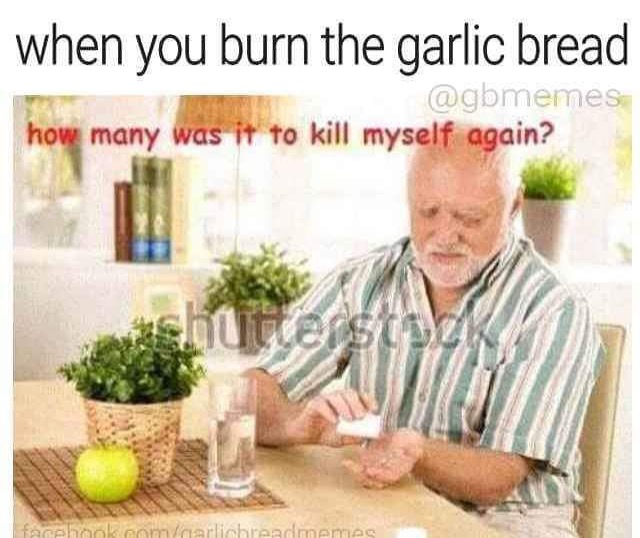 when you burn the garlic bread
@gbmemes
how many was it to kill myself again?
shutterstock
facebook.com/garlicbreadmemes